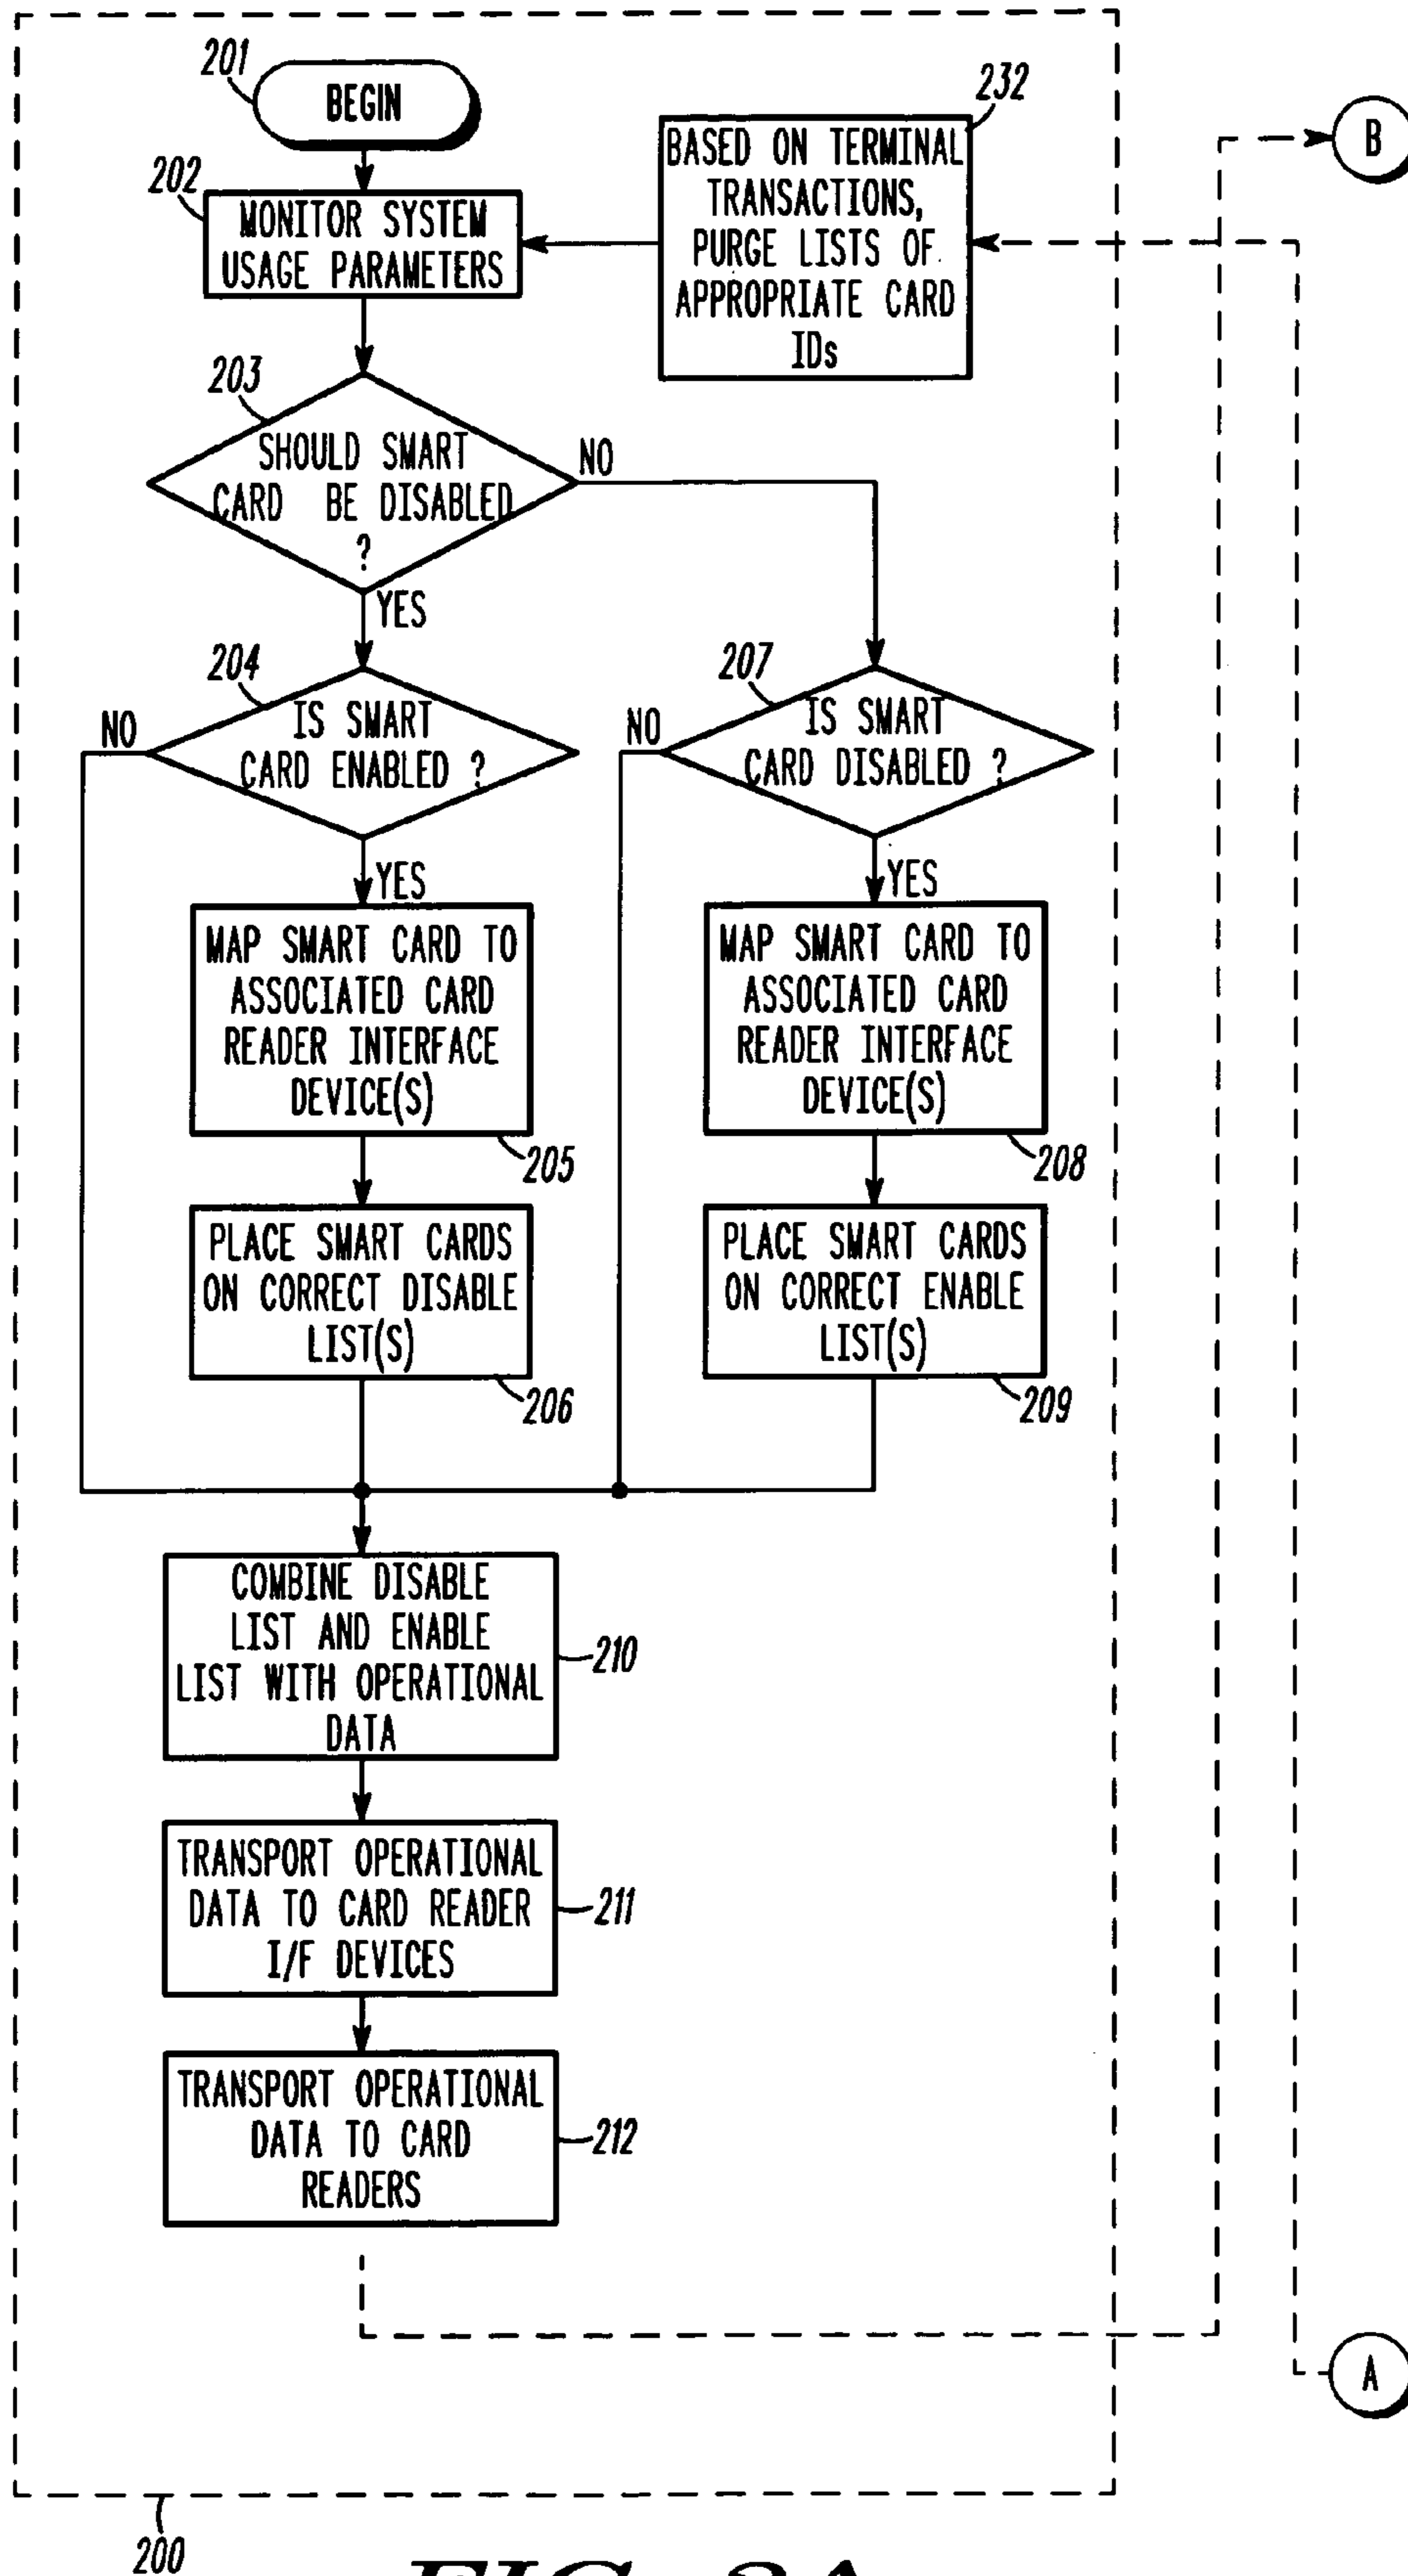 201
BEGIN
232
BASED ON TERMINAL
TRANSACTIONS,
PURGE LISTS OF
APPROPRIATE CARD
IDs
B
202
MONITOR SYSTEM
USAGE PARAMETERS
203
SHOULD SMART
CARD BE DISABLED
?
NO
YES
204
IS SMART
CARD ENABLED ?
NO
YES
207
IS SMART
CARD DISABLED ?
NO
YES
MAP SMART CARD TO
ASSOCIATED CARD
READER INTERFACE
DEVICE(S)
205
MAP SMART CARD TO
ASSOCIATED CARD
READER INTERFACE
DEVICE(S)
208
PLACE SMART CARDS
ON CORRECT DISABLE
LIST(S)
206
PLACE SMART CARDS
ON CORRECT ENABLE
LIST(S)
209
COMBINE DISABLE
LIST AND ENABLE
LIST WITH OPERATIONAL
DATA
210
TRANSPORT OPERATIONAL
DATA TO CARD READER
I/F DEVICES
211
TRANSPORT OPERATIONAL
DATA TO CARD
READERS
212
A
200